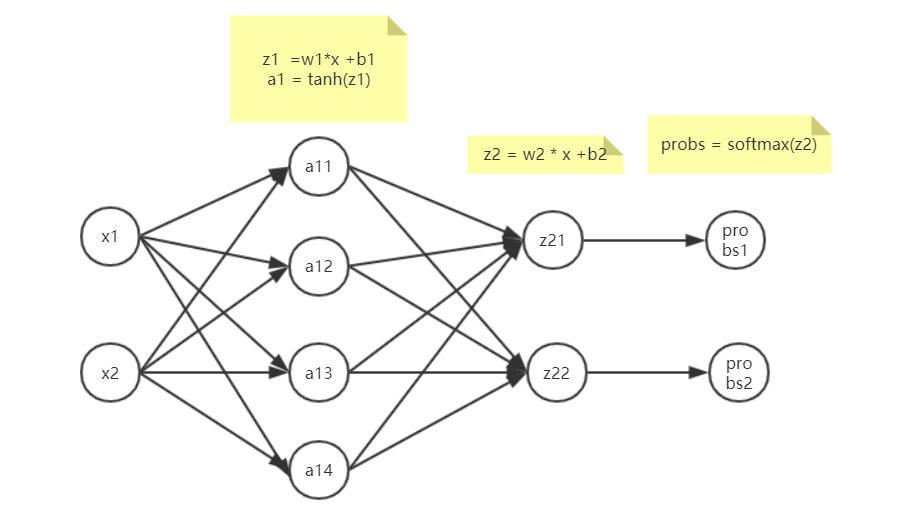 z1  =w1*x +b1
a1 = tanh(z1)
z2 = w2 * x +b2
probs = softmax(z2)
x1
x2
a11
a12
a13
a14
z21
z22
pro
bs1
pro
bs2